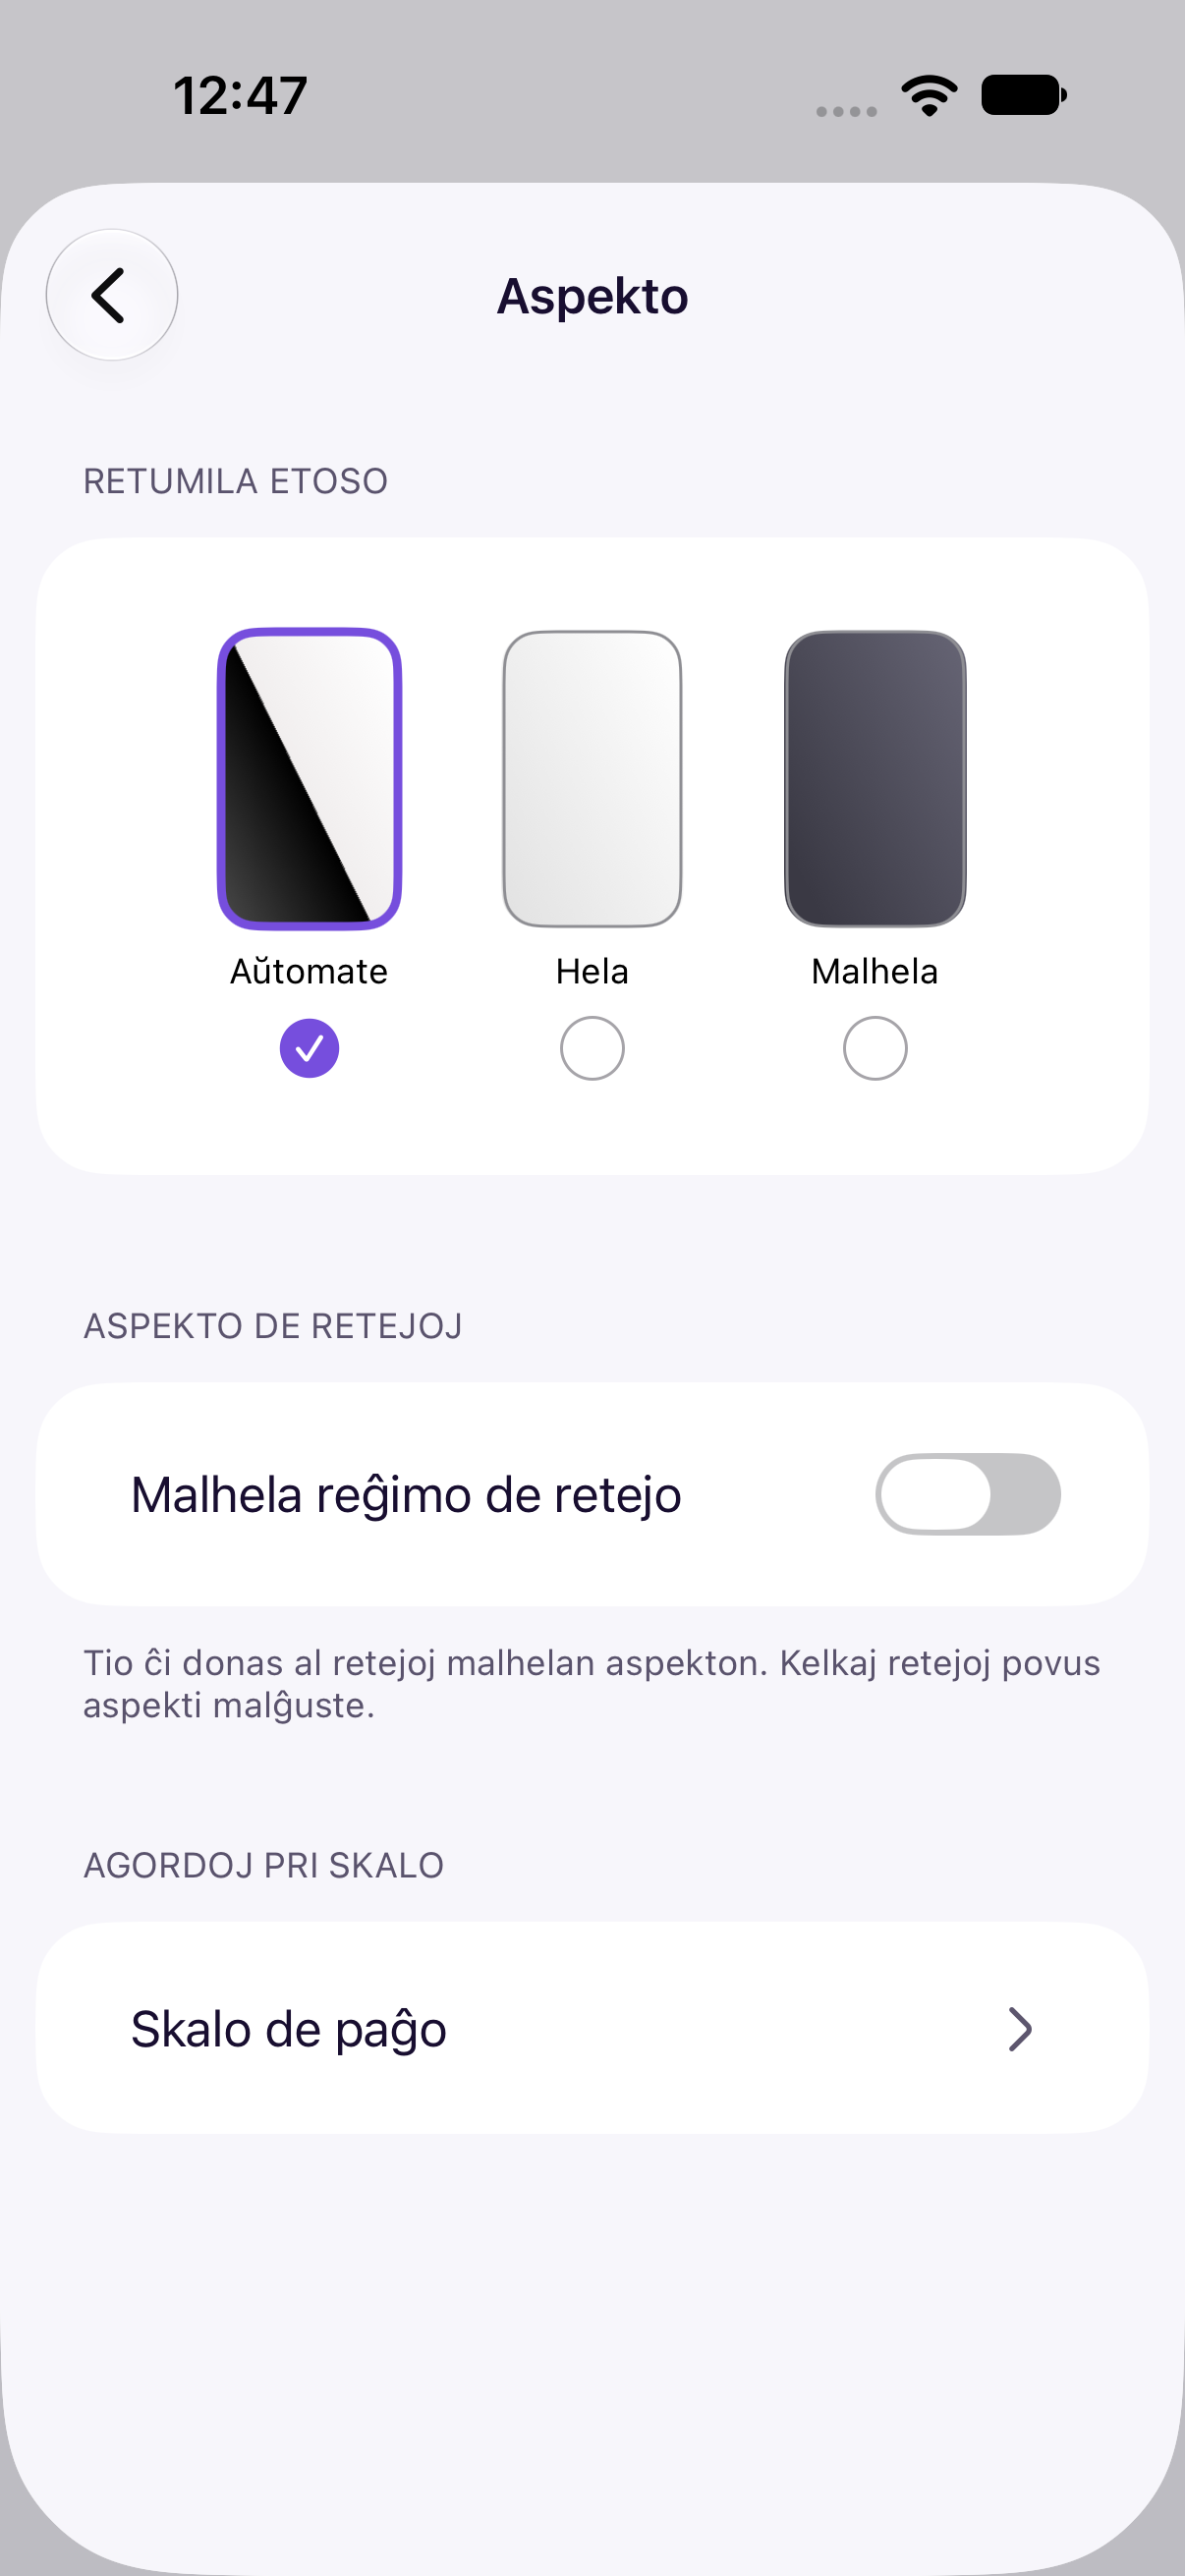 12:47
Aspekto
RETUMILA ETOSO
Aŭtomate
Hela
Malhela
ASPEKTO DE RETEJOJ
Malhela reĝimo de retejo
Tio ĉi donas al retejoj malhelan aspekton. Kelkaj retejoj povus
aspekti malĝuste.
AGORDOJ PRI SKALO
Skalo de paĝo